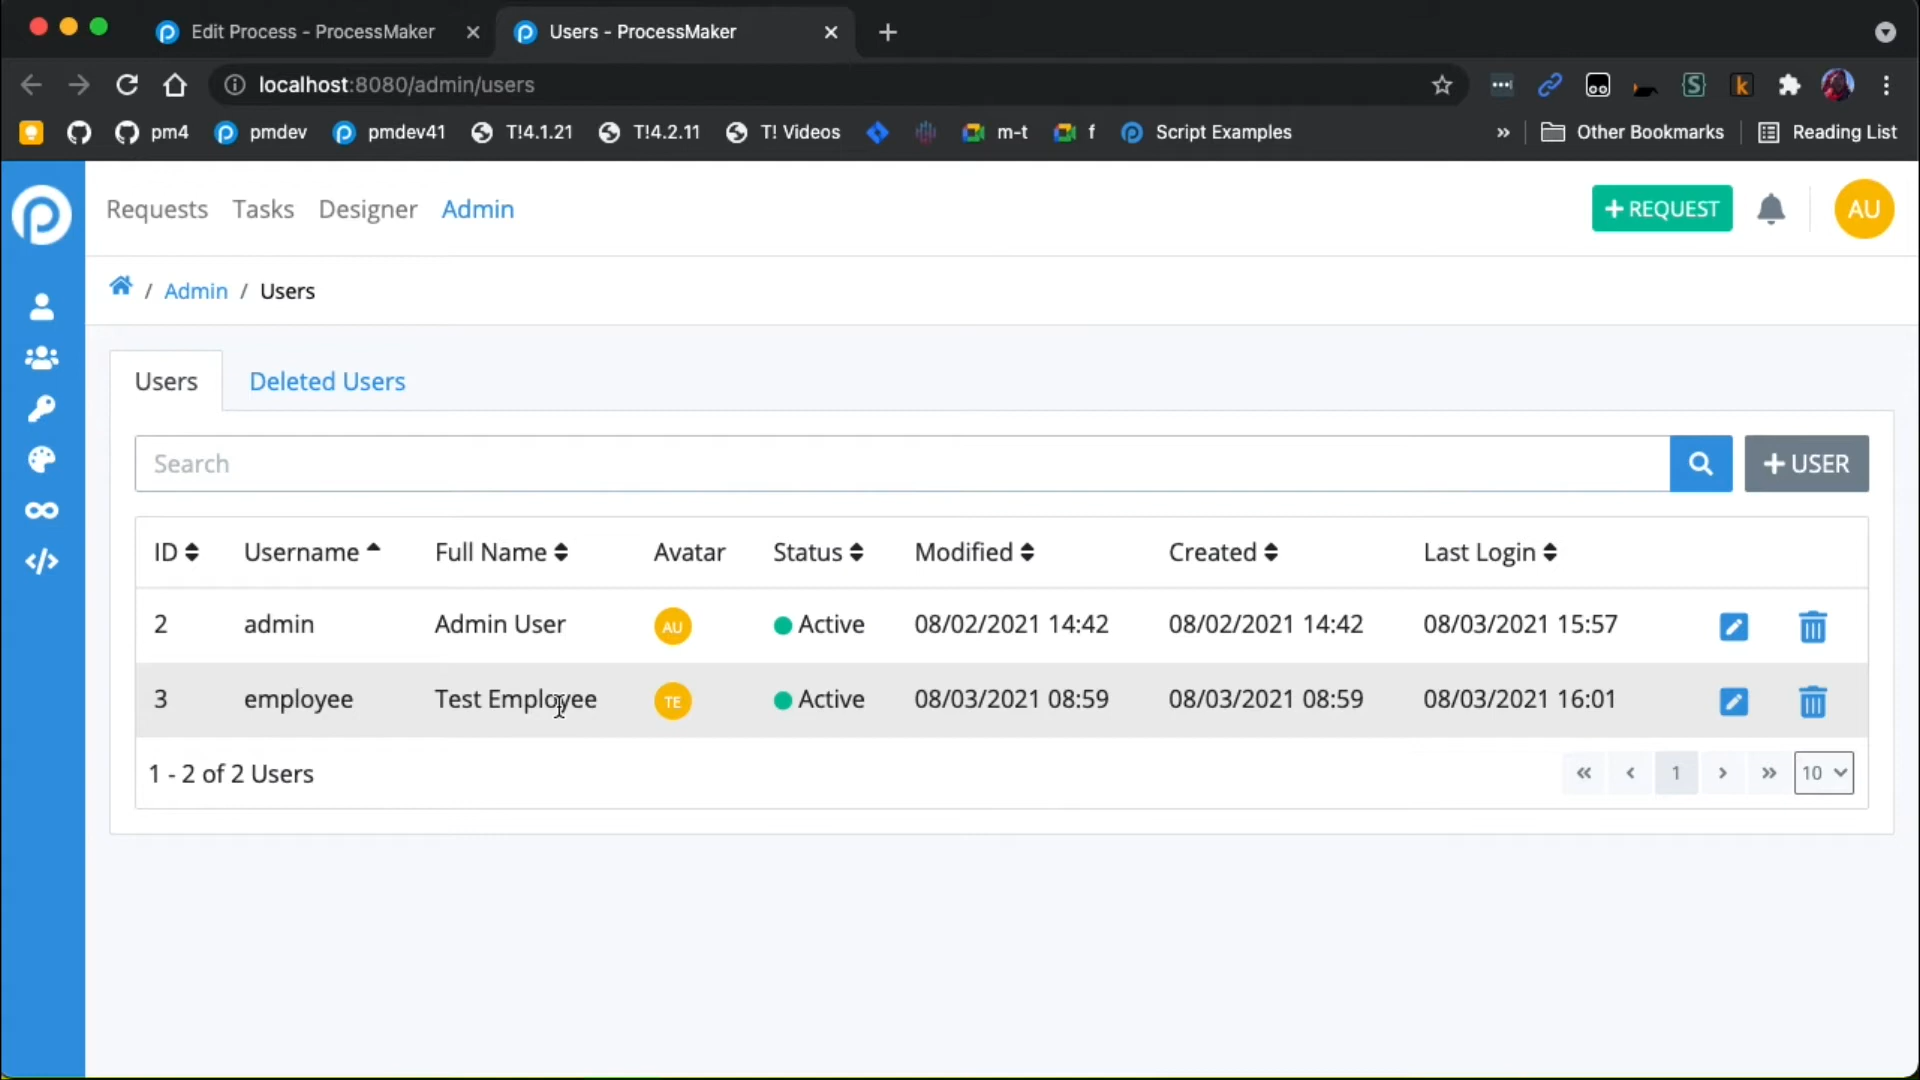 Edit Process - ProcessMaker
Users - ProcessMaker
localhost:8080/admin/users
pm4
pmdev
pmdev41
T!4.1.21
T!4.2.11
T! Videos
m-t
f
Script Examples
»
Other Bookmarks
Reading List
Requests Tasks Designer Admin
+ REQUEST
AU
/ Admin / Users
Users
Deleted Users
Search
+ USER
ID Username Full Name Avatar Status Modified Created Last Login
2 admin Admin User AU Active 08/02/2021 14:42 08/02/2021 14:42 08/03/2021 15:57
3 employee Test Employee TE Active 08/03/2021 08:59 08/03/2021 08:59 08/03/2021 16:01
1 - 2 of 2 Users
« ‹ 1 › » 10